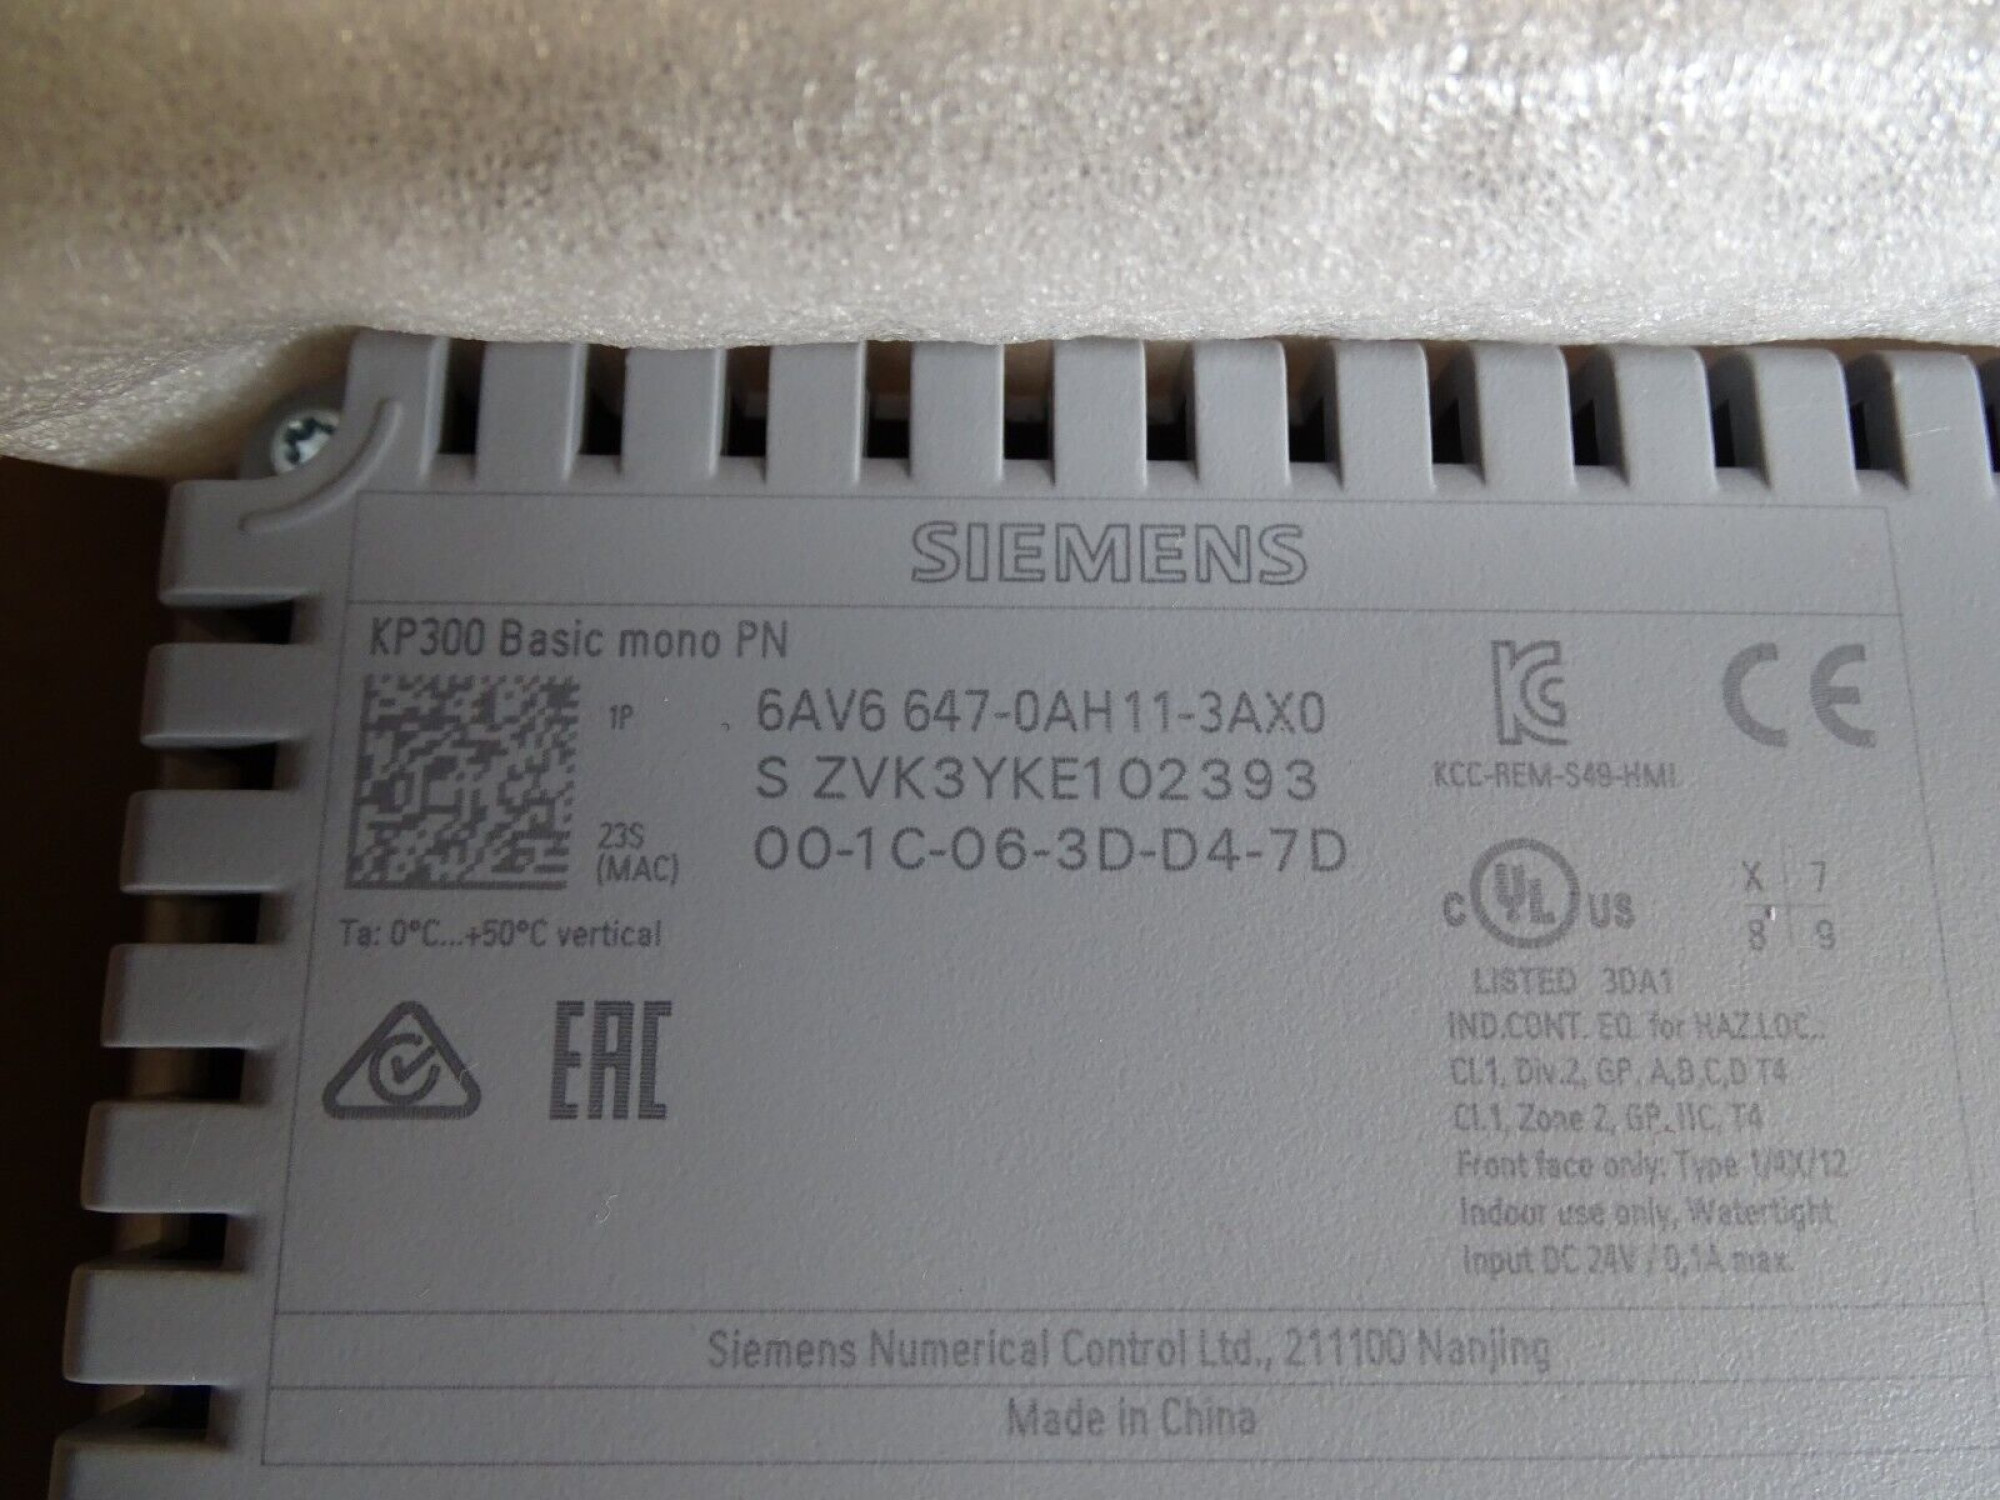 SIEMENS
KP300 Basic mono PN
1P 6AV6 647-0AH11-3AX0
S ZVK3YKE102393
23S
(MAC) 00-1C-06-3D-D4-7D
Ta: 0°C...+50°C vertical
EAC
KCC-REM-S49-HMI
CE
C UL US
X 7
8 9
LISTED 3DA1
IND.CONT. EQ. for HAZ.LOC..
Cl.1, Div.2, GP. A,B,C,D T4
Cl.1, Zone 2, GP. IIC, T4
Front face only: Type 1/4X/12
Indoor use only, Watertight
Input DC 24V / 0,1A max.
Siemens Numerical Control Ltd., 211100 Nanjing
Made in China